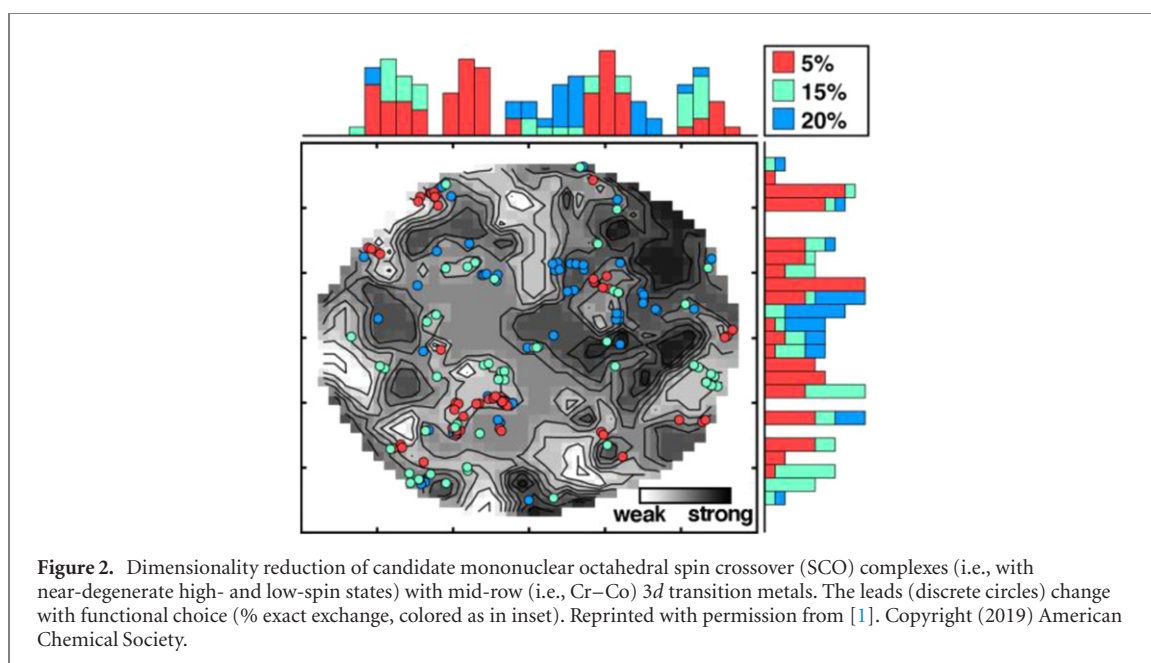 5%
15%
20%
weak strong
Figure 2. Dimensionality reduction of candidate mononuclear octahedral spin crossover (SCO) complexes (i.e., with
near-degenerate high- and low-spin states) with mid-row (i.e., Cr−Co) 3d transition metals. The leads (discrete circles) change
with functional choice (% exact exchange, colored as in inset). Reprinted with permission from [1]. Copyright (2019) American
Chemical Society.